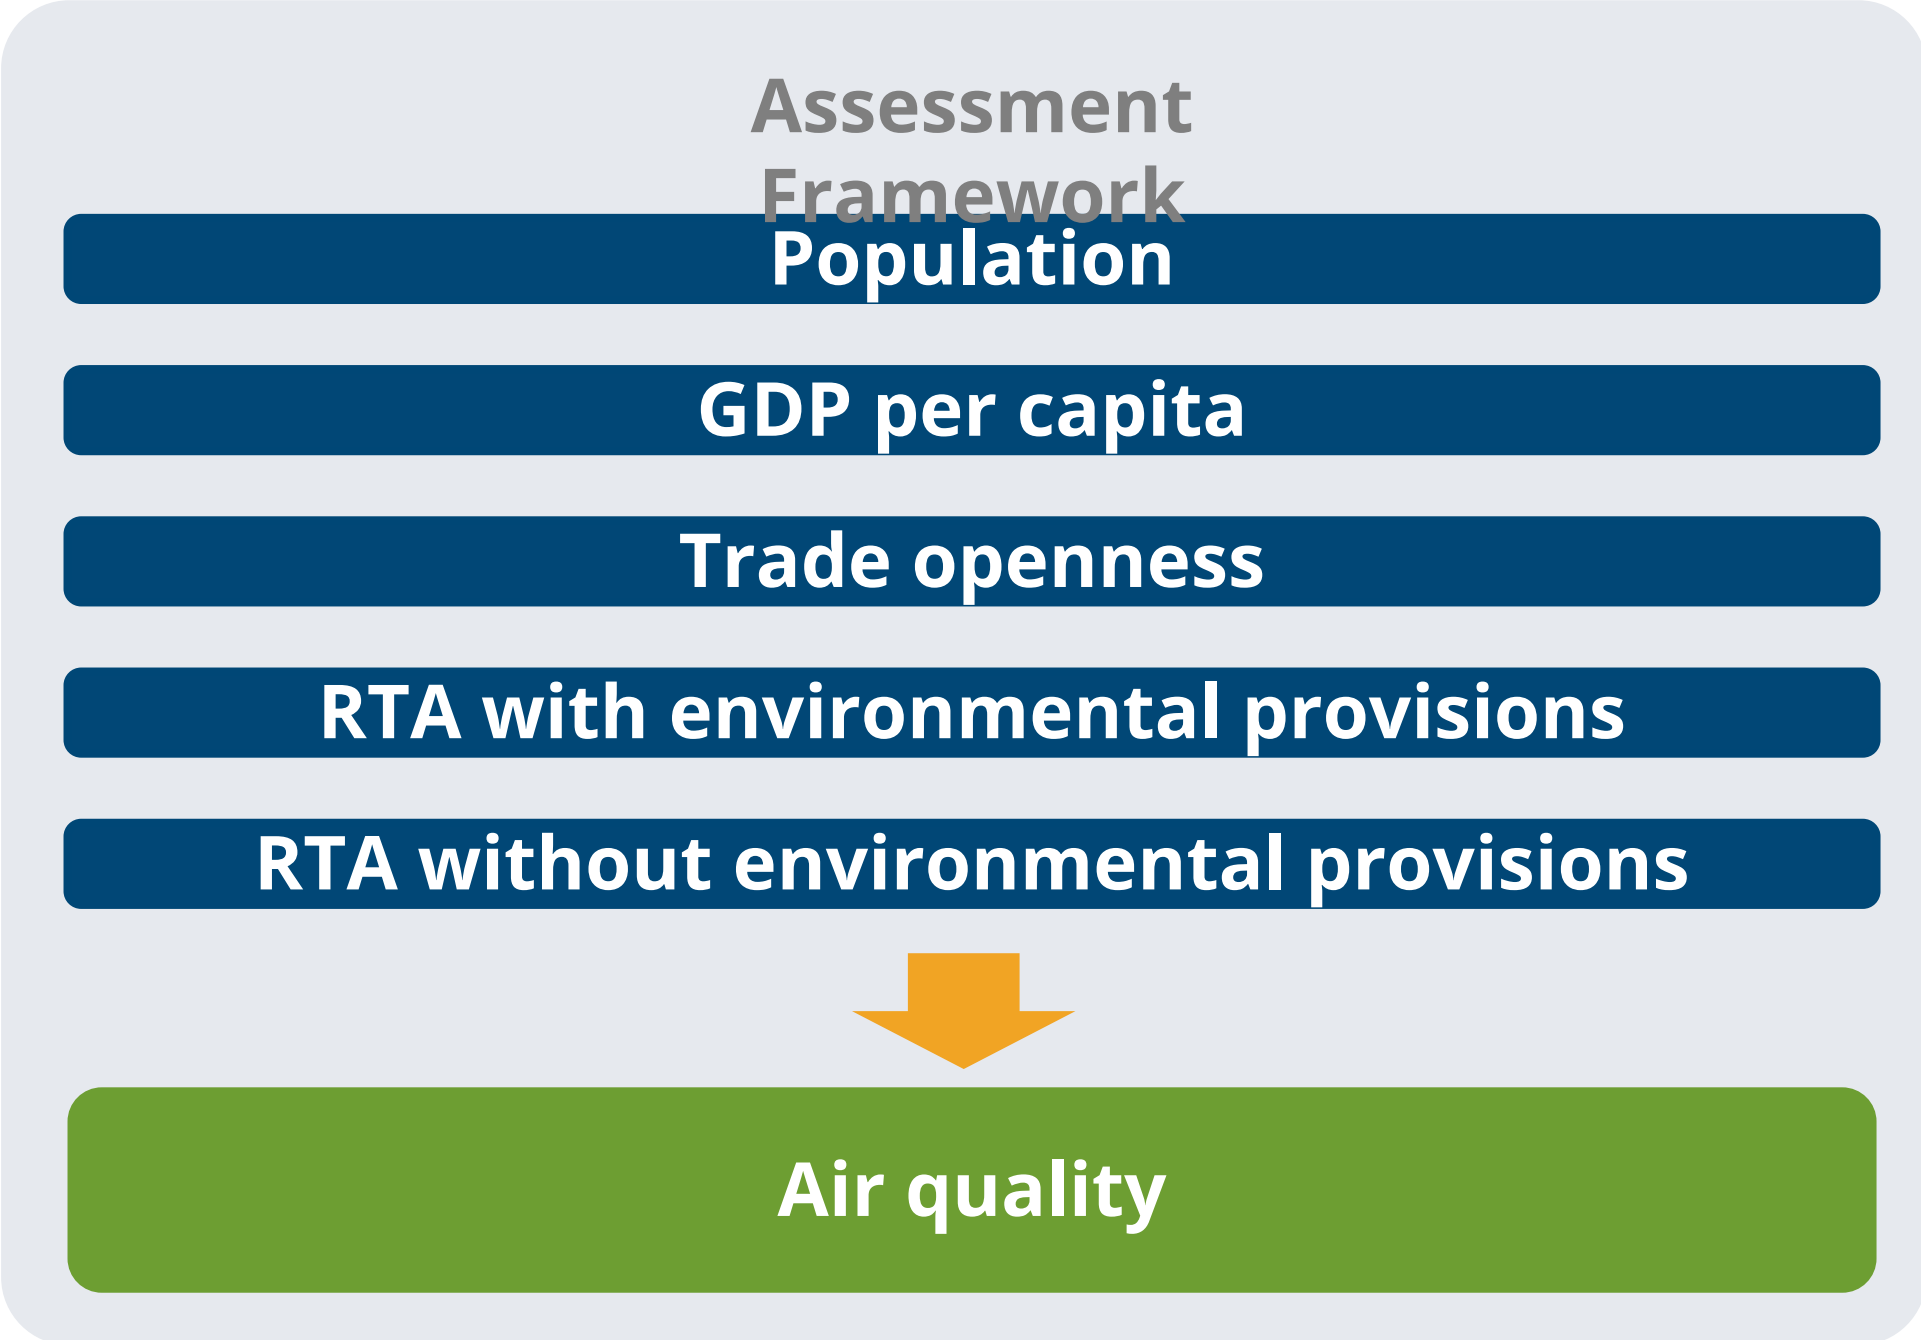 Assessment
Framework
Population
GDP per capita
Trade openness
RTA with environmental provisions
RTA without environmental provisions
Air quality